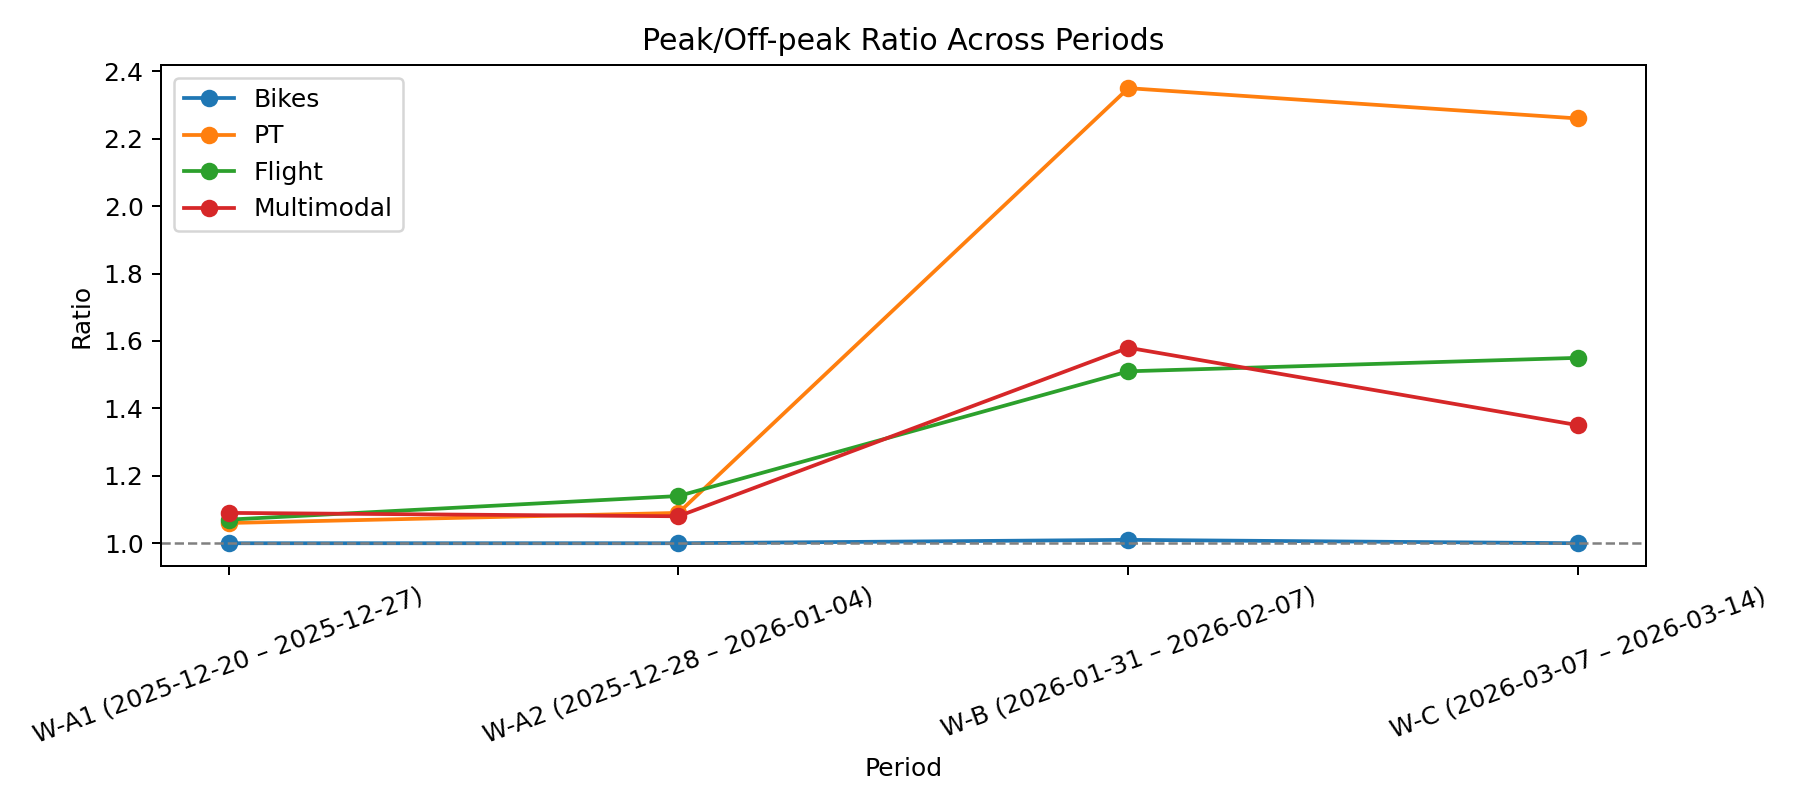 Peak/Off-peak Ratio Across Periods
Bikes
PT
Flight
Multimodal
Ratio
2.4
2.2
2.0
1.8
1.6
1.4
1.2
1.0
W-A1 (2025-12-20 – 2025-12-27)
W-A2 (2025-12-28 – 2026-01-04)
W-B (2026-01-31 – 2026-02-07)
W-C (2026-03-07 – 2026-03-14)
Period